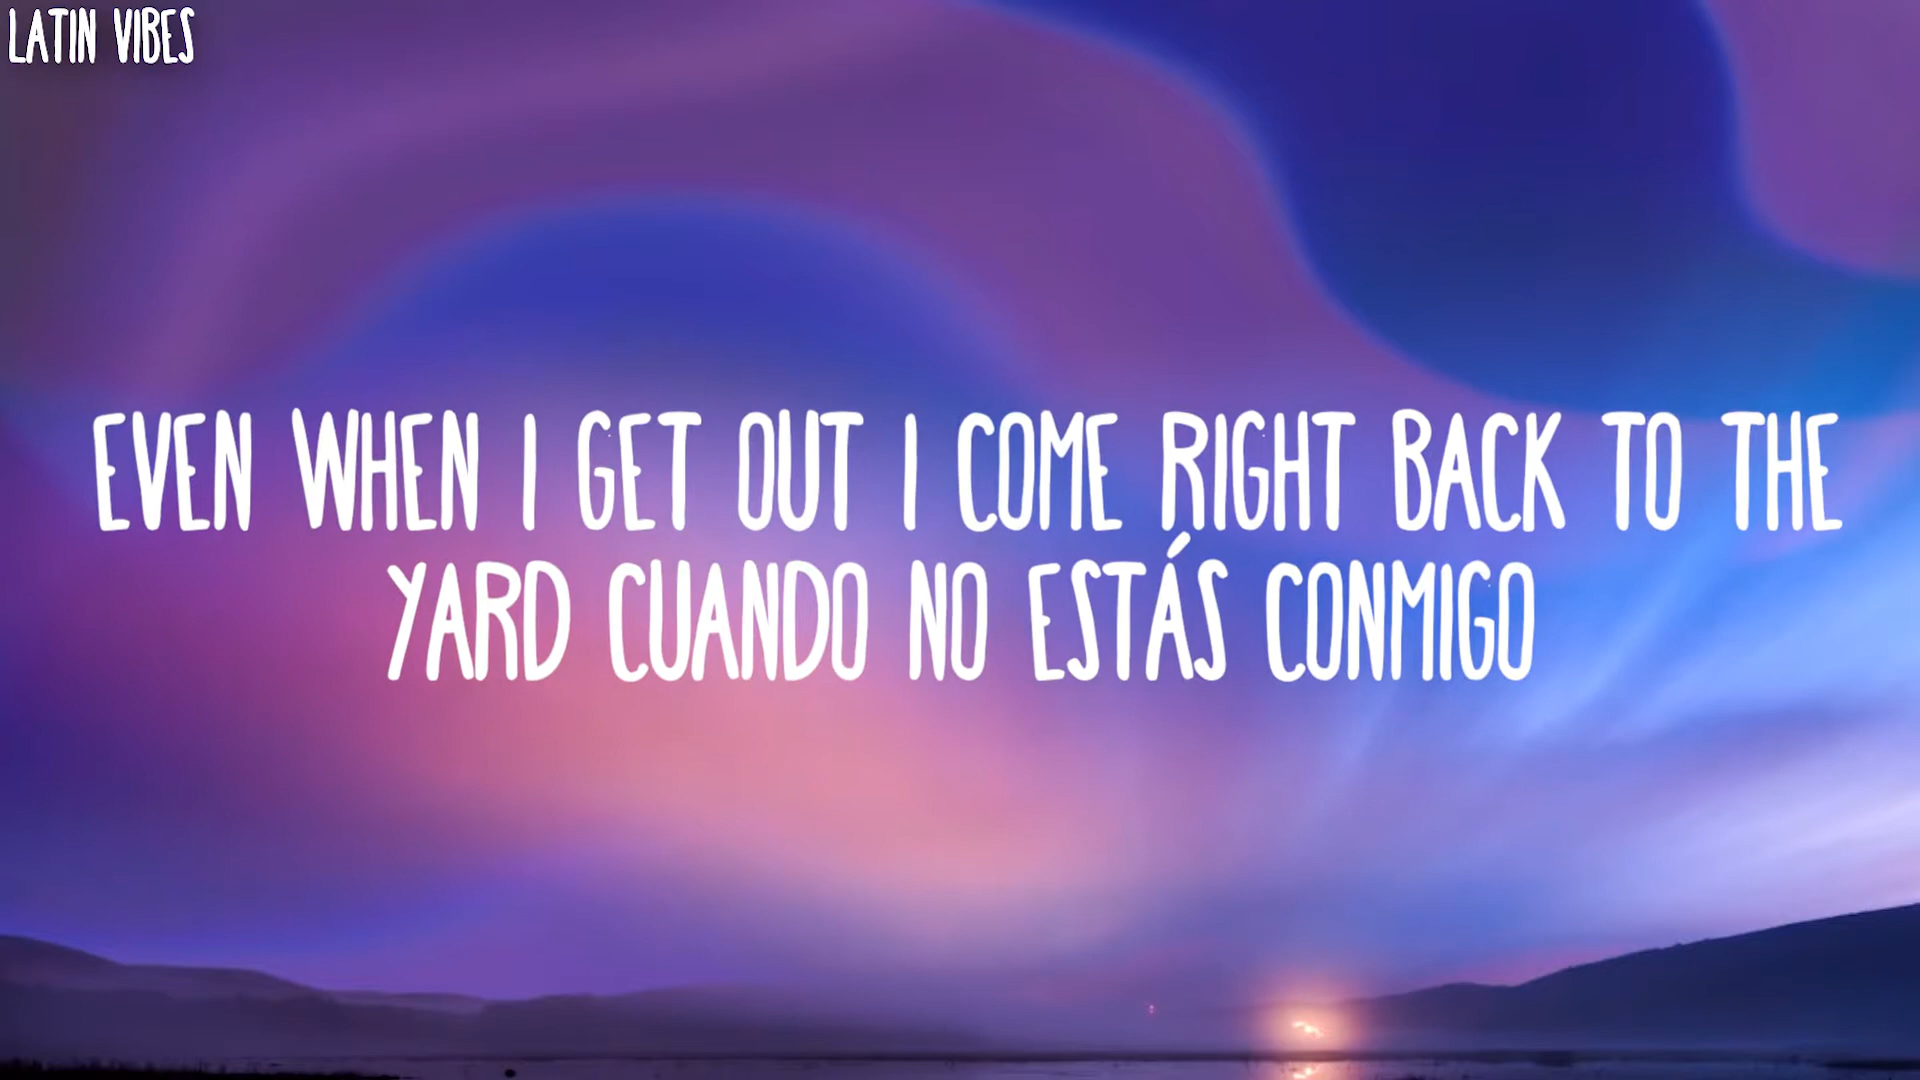 LATIN VIBES
EVEN WHEN I GET OUT I COME RIGHT BACK TO THE
YARD CUANDO NO ESTÁS CONMIGO